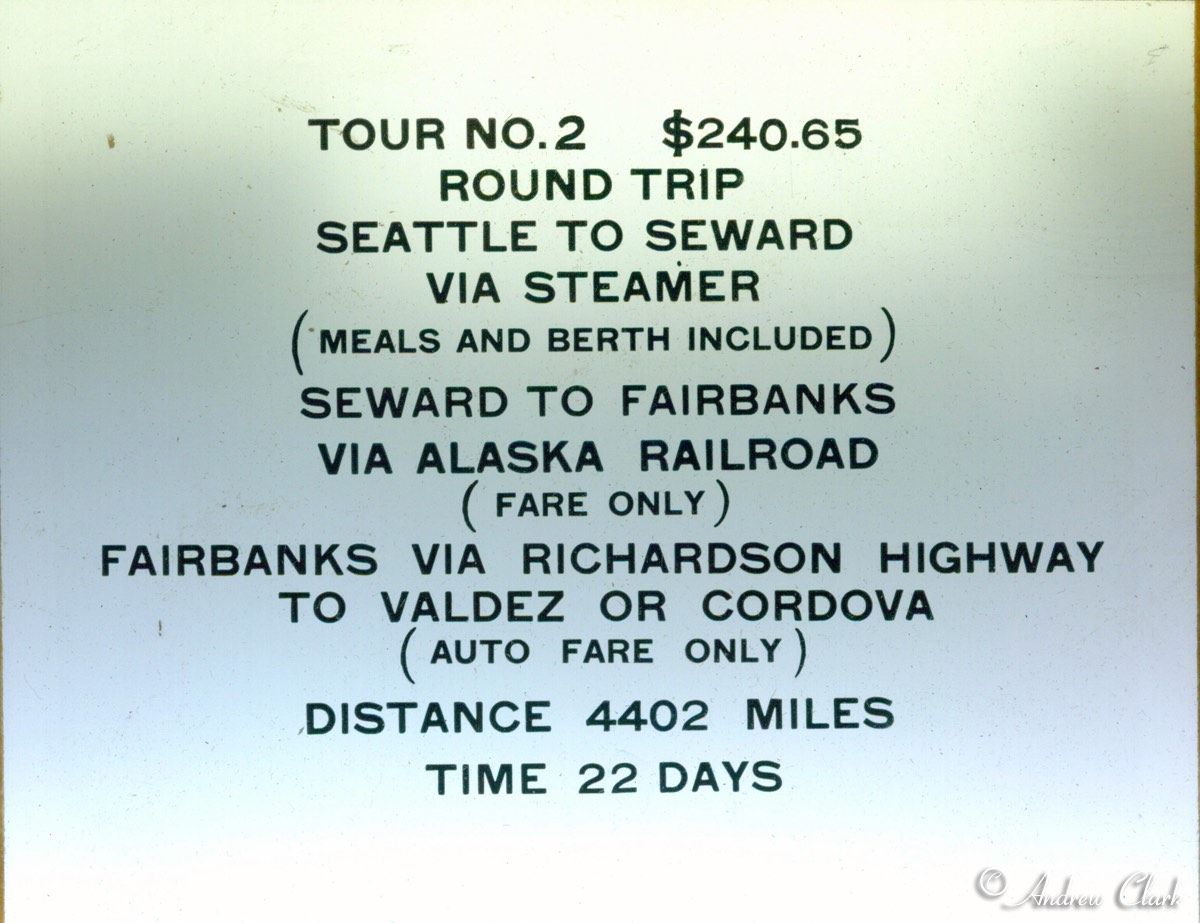 TOUR NO. 2 $240.65
ROUND TRIP
SEATTLE TO SEWARD
VIA STEAMER
(MEALS AND BERTH INCLUDED)
SEWARD TO FAIRBANKS
VIA ALASKA RAILROAD
(FARE ONLY)
FAIRBANKS VIA RICHARDSON HIGHWAY
TO VALDEZ OR CORDOVA
(AUTO FARE ONLY)
DISTANCE 4402 MILES
TIME 22 DAYS
© Andrew Clark